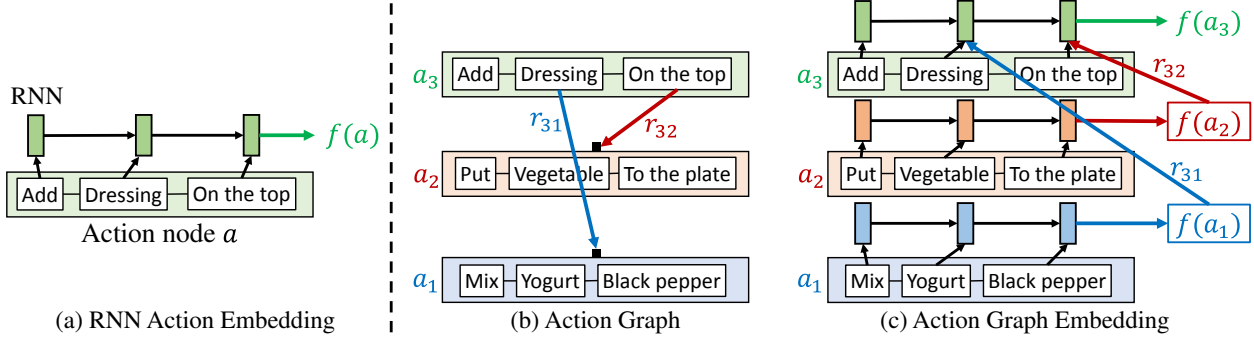 RNN
f(a)
Add Dressing On the top
Action node a
(a) RNN Action Embedding
a₃ Add Dressing On the top
r₃₁ r₃₂
a₂ Put Vegetable To the plate
a₁ Mix Yogurt Black pepper
(b) Action Graph
f(a₃)
a₃ Add Dressing On the top r₃₂
f(a₂)
a₂ Put Vegetable To the plate r₃₁
f(a₁)
a₁ Mix Yogurt Black pepper
(c) Action Graph Embedding